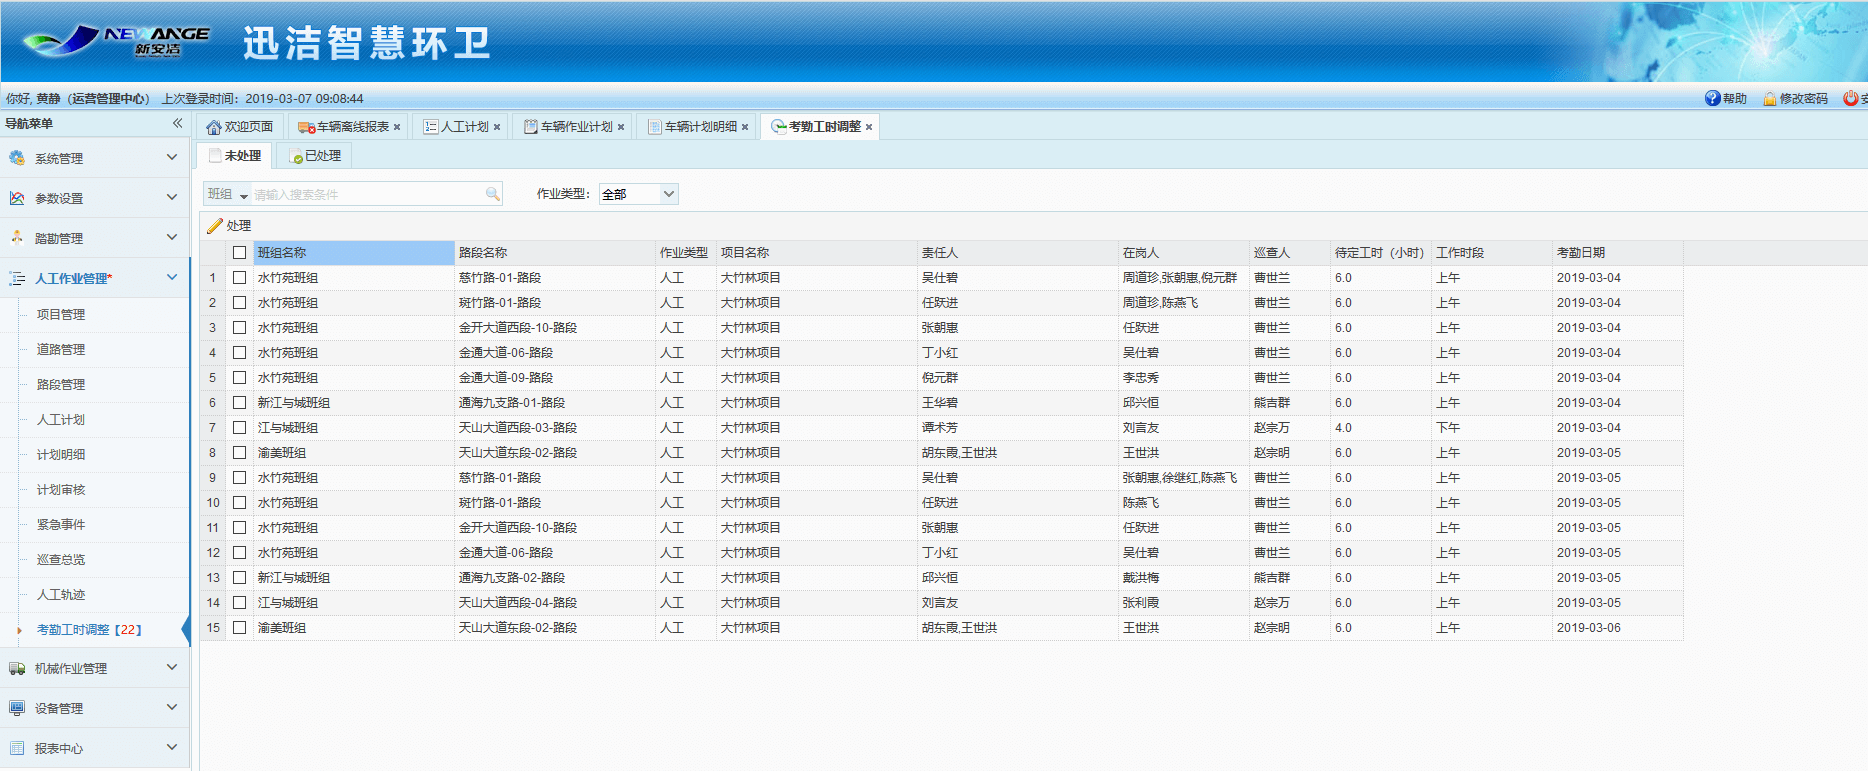 NEWANGE
新安洁
迅洁智慧环卫
你好, 黄静（运营管理中心） 上次登录时间：2019-03-07 09:08:44 帮助 修改密码
导航菜单
系统管理
参数设置
踏勘管理
人工作业管理*
项目管理
道路管理
路段管理
人工计划
计划明细
计划审核
紧急事件
巡查总览
人工轨迹
考勤工时调整【22】
机械作业管理
设备管理
报表中心
欢迎页面 车辆离线报表 × 人工计划 × 车辆作业计划 × 车辆计划明细 × 考勤工时调整 ×
未处理 已处理
班组 请输入搜索条件 作业类型: 全部
处理
班组名称 路段名称 作业类型 项目名称 责任人 在岗人 巡查人 待定工时（小时） 工作时段 考勤日期
1 水竹苑班组 慈竹路-01-路段 人工 大竹林项目 吴仕碧 周道珍,张朝惠,倪元群 曹世兰 6.0 上午 2019-03-04
2 水竹苑班组 斑竹路-01-路段 人工 大竹林项目 任跃进 周道珍,陈燕飞 曹世兰 6.0 上午 2019-03-04
3 水竹苑班组 金开大道西段-10-路段 人工 大竹林项目 张朝惠 任跃进 曹世兰 6.0 上午 2019-03-04
4 水竹苑班组 金通大道-06-路段 人工 大竹林项目 丁小红 吴仕碧 曹世兰 6.0 上午 2019-03-04
5 水竹苑班组 金通大道-09-路段 人工 大竹林项目 倪元群 李忠秀 曹世兰 6.0 上午 2019-03-04
6 新江与城班组 通海九支路-01-路段 人工 大竹林项目 王华碧 邱兴恒 熊吉群 6.0 上午 2019-03-04
7 江与城班组 天山大道西段-03-路段 人工 大竹林项目 谭术芳 刘言友 赵宗万 4.0 下午 2019-03-04
8 渝美班组 天山大道东段-02-路段 人工 大竹林项目 胡东霞,王世洪 王世洪 赵宗明 6.0 上午 2019-03-04
9 水竹苑班组 慈竹路-01-路段 人工 大竹林项目 吴仕碧 张朝惠,徐继红,陈燕飞 曹世兰 6.0 上午 2019-03-05
10 水竹苑班组 斑竹路-01-路段 人工 大竹林项目 任跃进 陈燕飞 曹世兰 6.0 上午 2019-03-05
11 水竹苑班组 金开大道西段-10-路段 人工 大竹林项目 张朝惠 任跃进 曹世兰 6.0 上午 2019-03-05
12 水竹苑班组 金通大道-06-路段 人工 大竹林项目 丁小红 吴仕碧 曹世兰 6.0 上午 2019-03-05
13 新江与城班组 通海九支路-02-路段 人工 大竹林项目 邱兴恒 戴洪梅 熊吉群 6.0 上午 2019-03-05
14 江与城班组 天山大道西段-04-路段 人工 大竹林项目 刘言友 张利霞 赵宗万 6.0 上午 2019-03-05
15 渝美班组 天山大道东段-02-路段 人工 大竹林项目 胡东霞,王世洪 王世洪 赵宗明 6.0 上午 2019-03-06